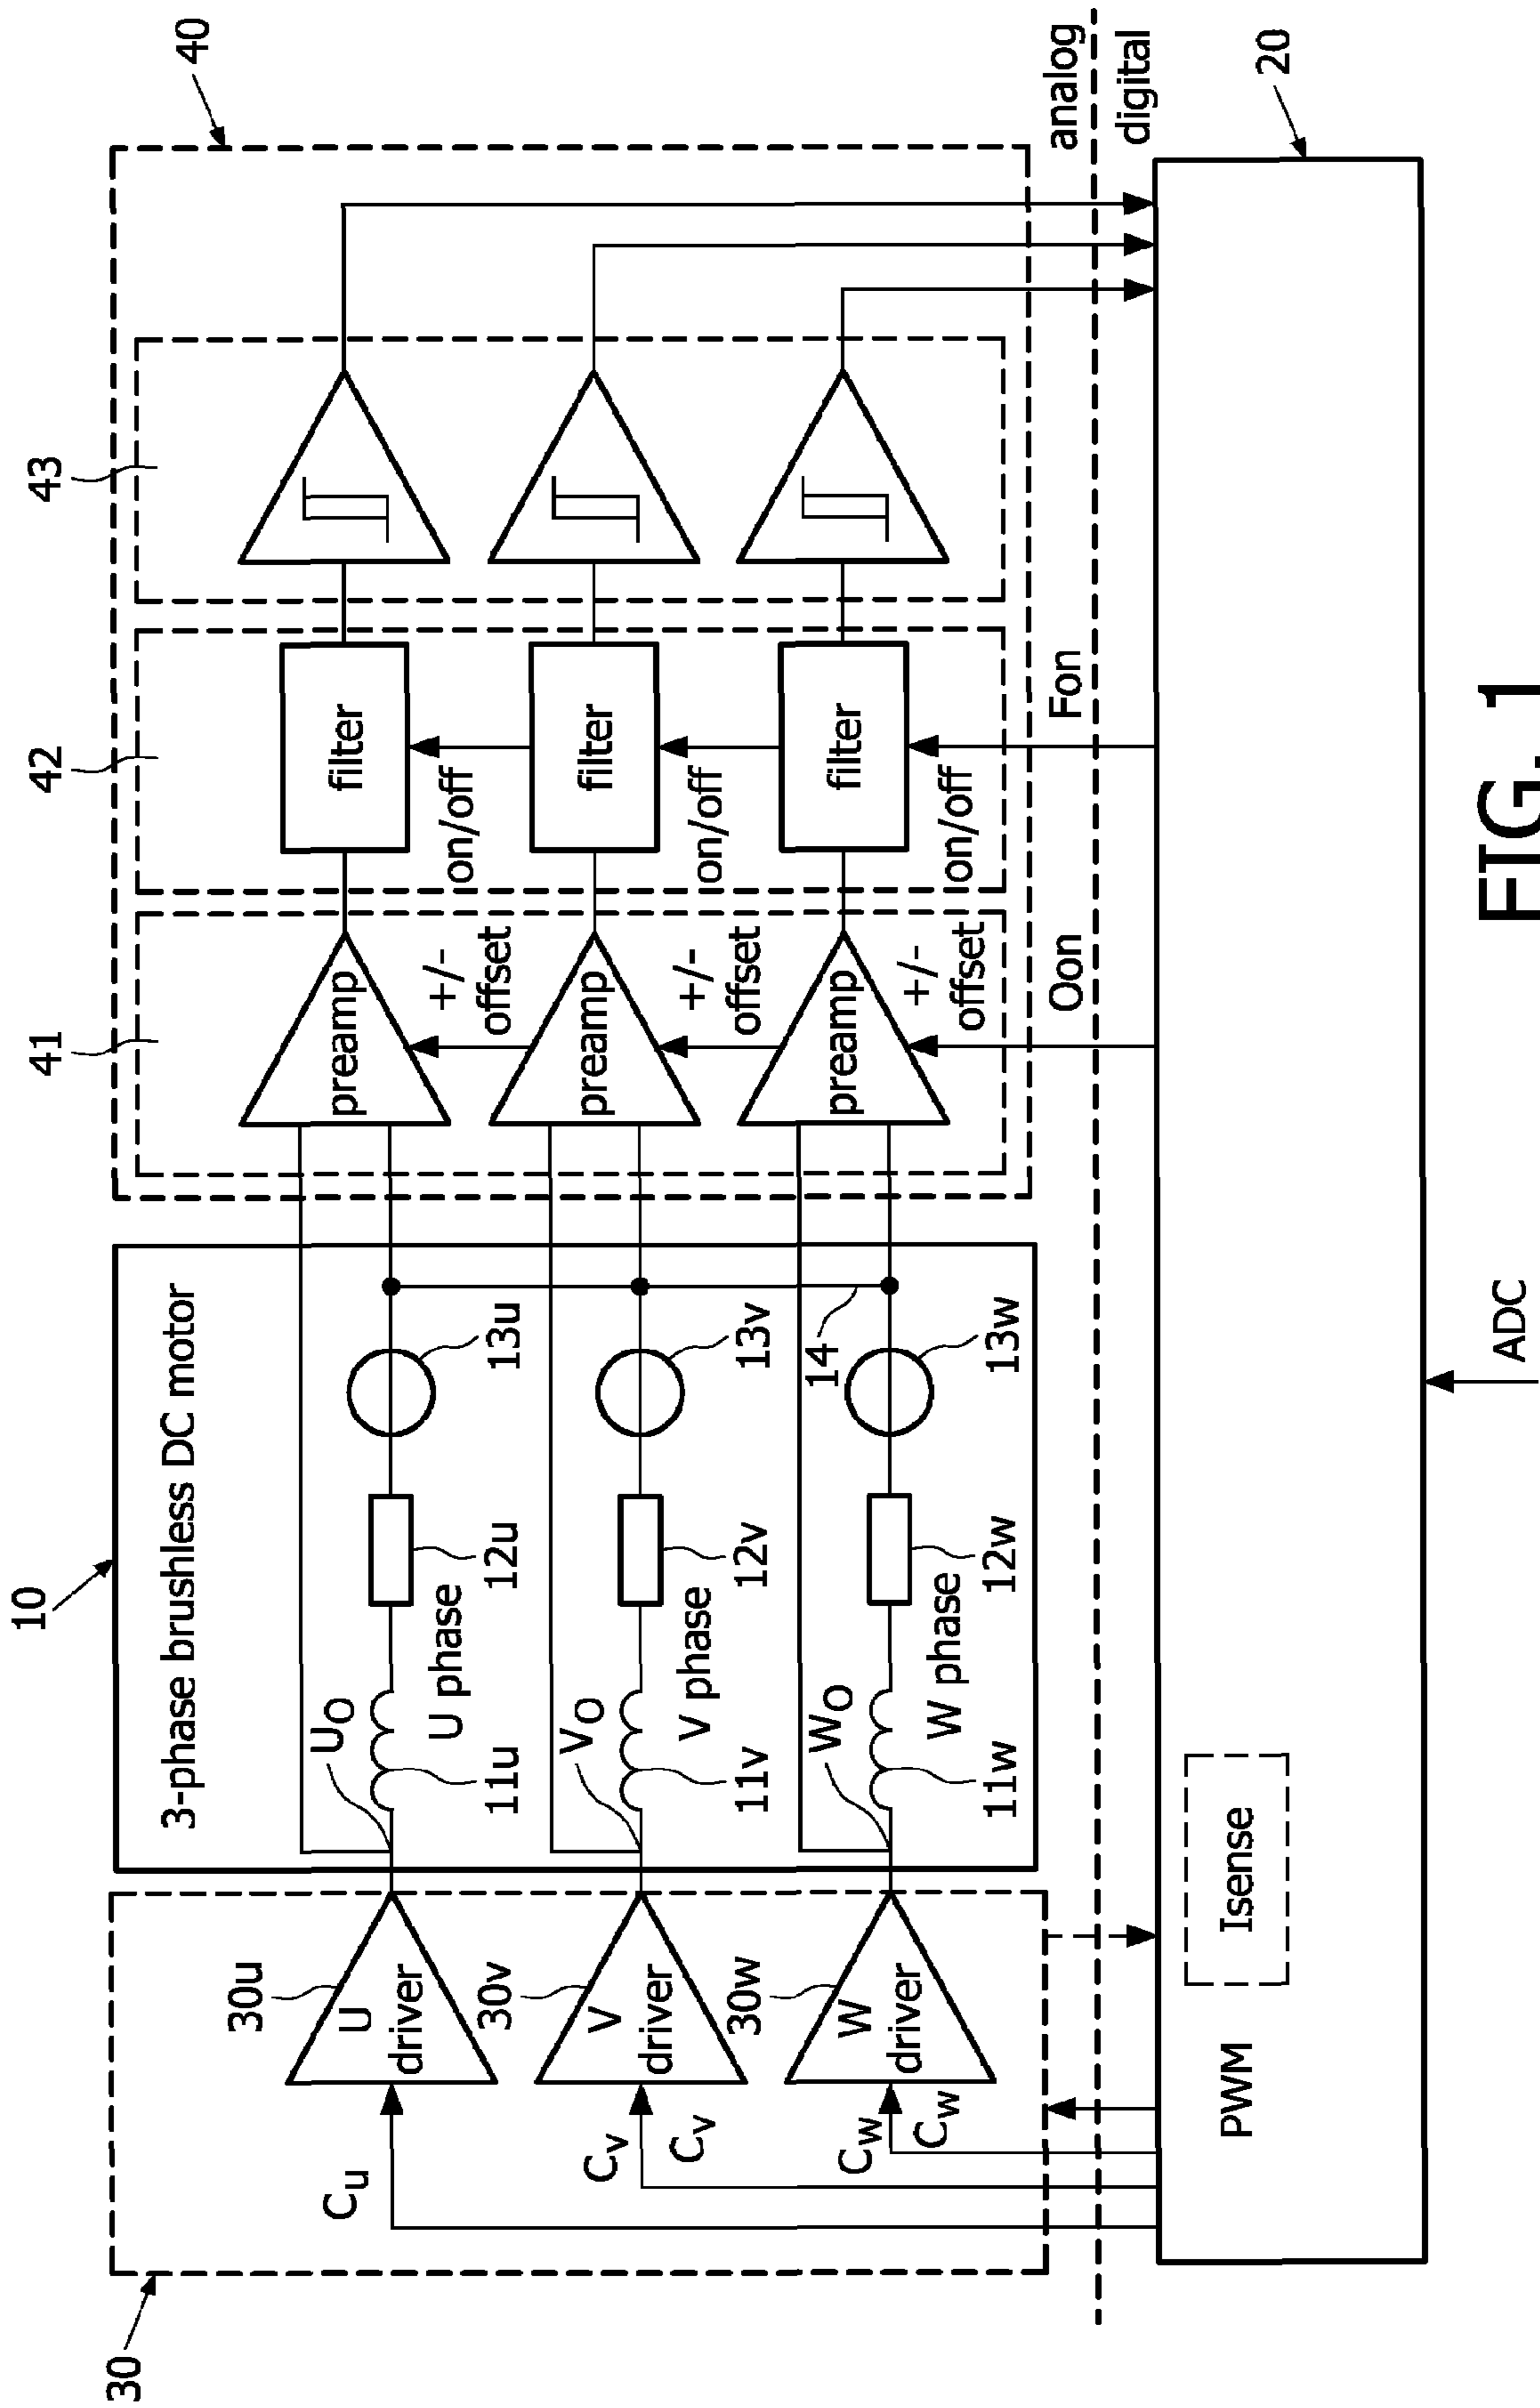 10
3-phase brushless DC motor
40
41
42
43
30
30u
U
driver
Cu
UO
U phase
11u
12u
13u
preamp
+/-
offset
filter
on/off
30v
V
driver
Cv
Cv
VO
V phase
11v
12v
13v
preamp
+/-
offset
filter
on/off
30w
W
driver
Cw
Cw
WO
W phase
11w
12w
13w
14
preamp
+/-
offset
filter
on/off
Oon
Fon
analog
digital
PWM
Isense
20
ADC
FIG. 1